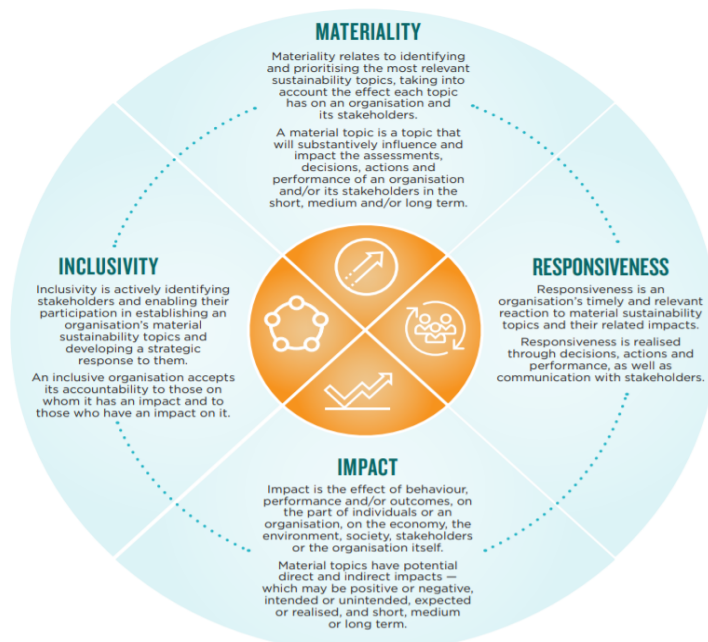 MATERIALITY
Materiality relates to identifying
and prioritising the most relevant
sustainability topics, taking into
account the effect each topic
has on an organisation and
its stakeholders.
A material topic is a topic that
will substantively influence and
impact the assessments,
decisions, actions and
performance of an organisation
and/or its stakeholders in the
short, medium and/or long term.
INCLUSIVITY
Inclusivity is actively identifying
stakeholders and enabling their
participation in establishing an
organisation's material
sustainability topics and
developing a strategic
response to them.
An inclusive organisation accepts
its accountability to those on
whom it has an impact and to
those who have an impact on it.
RESPONSIVENESS
Responsiveness is an
organisation's timely and relevant
reaction to material sustainability
topics and their related impacts.
Responsiveness is realised
through decisions, actions and
performance, as well as
communication with stakeholders.
IMPACT
Impact is the effect of behaviour,
performance and/or outcomes, on
the part of individuals or an
organisation, on the economy, the
environment, society, stakeholders
or the organisation itself.
Material topics have potential
direct and indirect impacts —
which may be positive or negative,
intended or unintended, expected
or realised, and short, medium
or long term.